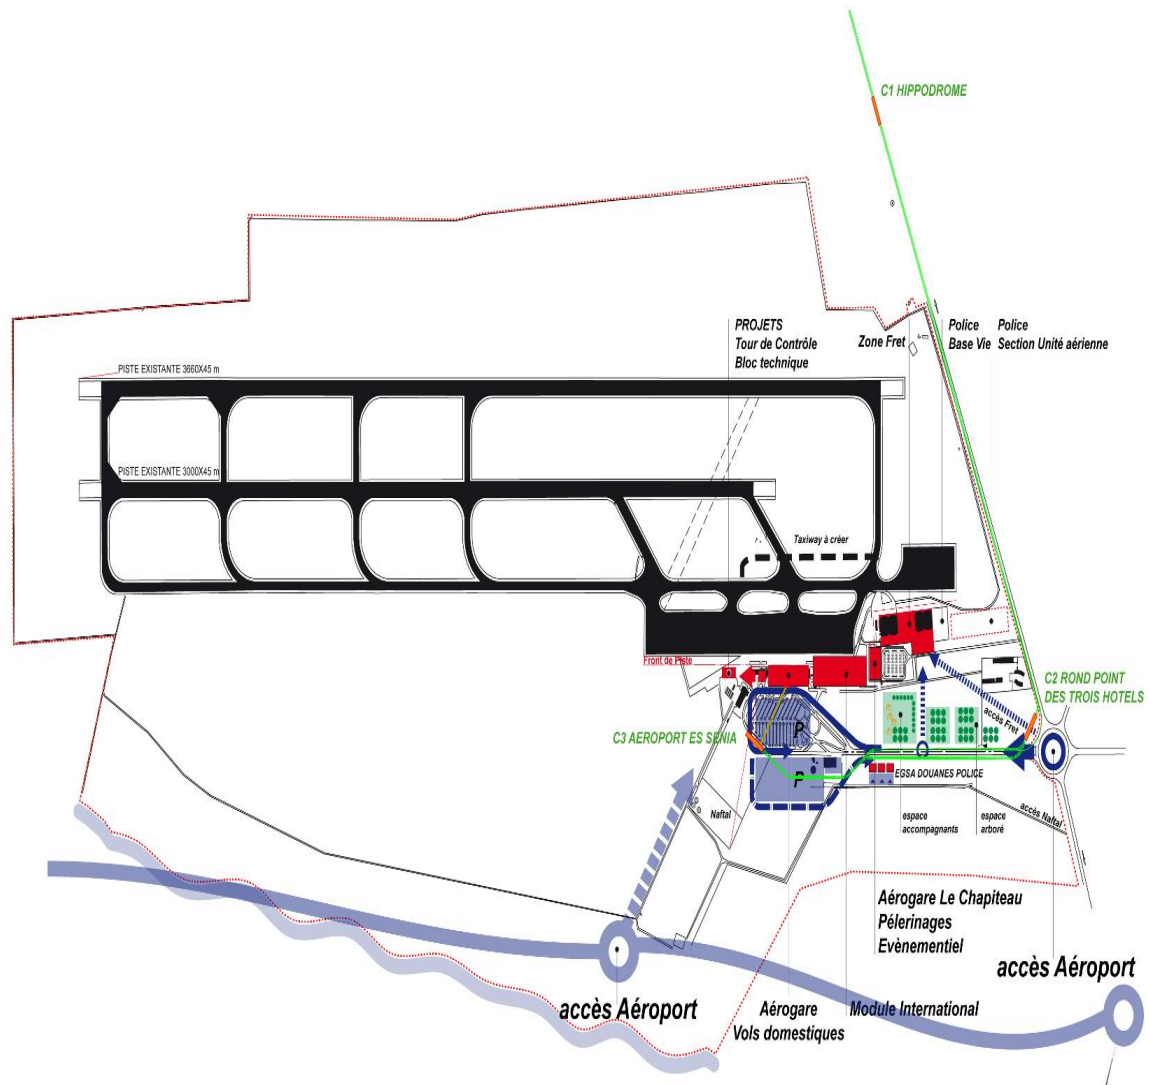 C1 HIPPODROME
PROJETS
Tour de Contrôle
Bloc technique
Zone Fret
Police
Base Vie
Police
Section Unité aérienne
PISTE EXISTANTE 3660X45 m
PISTE EXISTANTE 3000X45 m
Taxiway à créer
Front de Piste
C2 ROND POINT
DES TROIS HOTELS
accès Fret
C3 AEROPORT ES SENIA
P
P
EGSA DOUANES POLICE
Naftal
espace
accompagnants
espace
arboré
accès Naftal
Aérogare Le Chapiteau
Pélerinages
Evènementiel
accès Aéroport
accès Aéroport
Aérogare
Vols domestiques
Module International